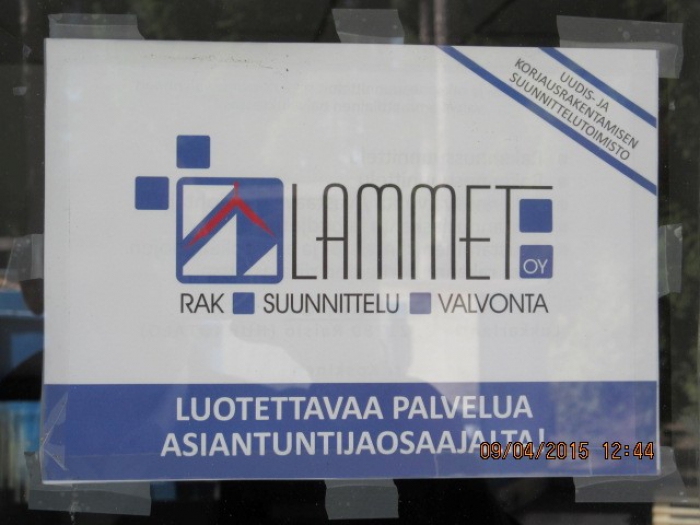 UUDIS- JA
KORJAUSRAKENTAMISEN
SUUNNITTELUTOIMISTO
LAMMET
OY
RAK SUUNNITTELU VALVONTA
LUOTETTAVAA PALVELUA
ASIANTUNTIJAOSAAJALTA!
09/04/2015 12:44